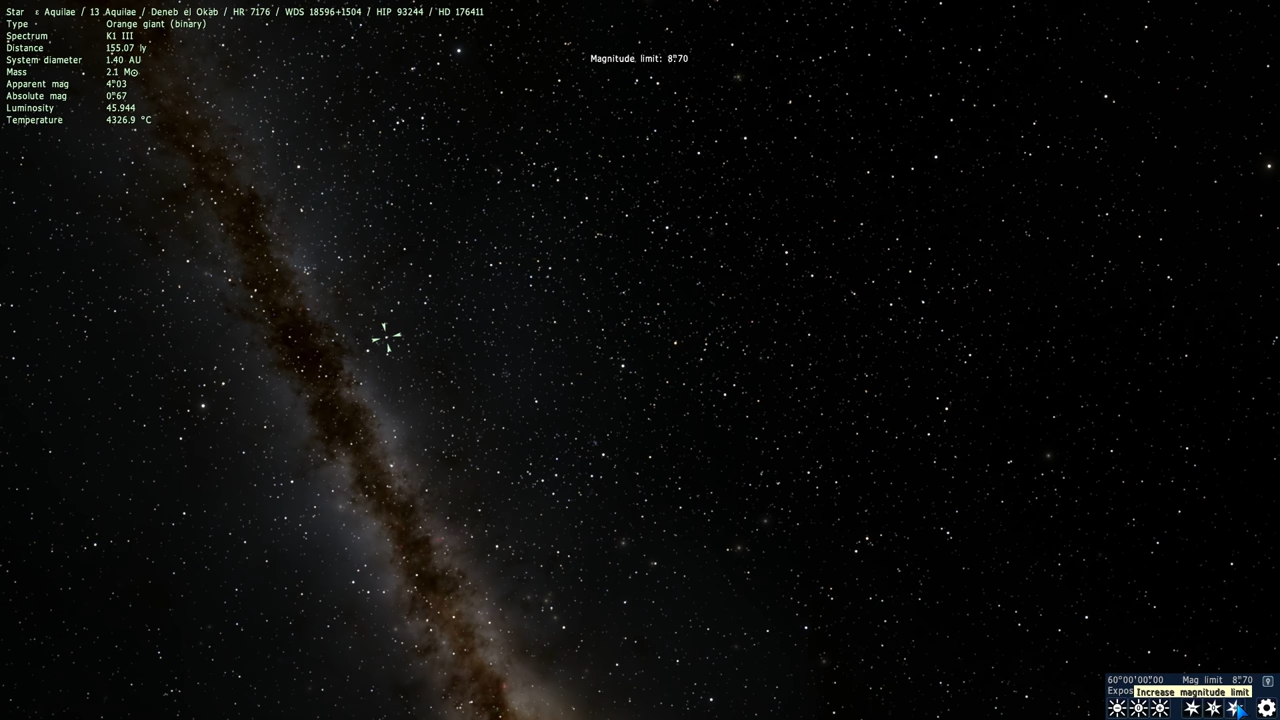 Star ε Aquilae / 13 Aquilae / Deneb el Okab / HR 7176 / WDS 18596+1504 / HIP 93244 / HD 176411
Type Orange giant (binary)
Spectrum K1 III
Distance 155.07 ly
System diameter 1.40 AU
Mass 2.1 M⊙
Apparent mag 4.03
Absolute mag 0.67
Luminosity 45.944
Temperature 4326.9 °C
Magnitude limit: 8.70
60°00'00.00 Mag limit 8.70
Expos
Increase magnitude limit